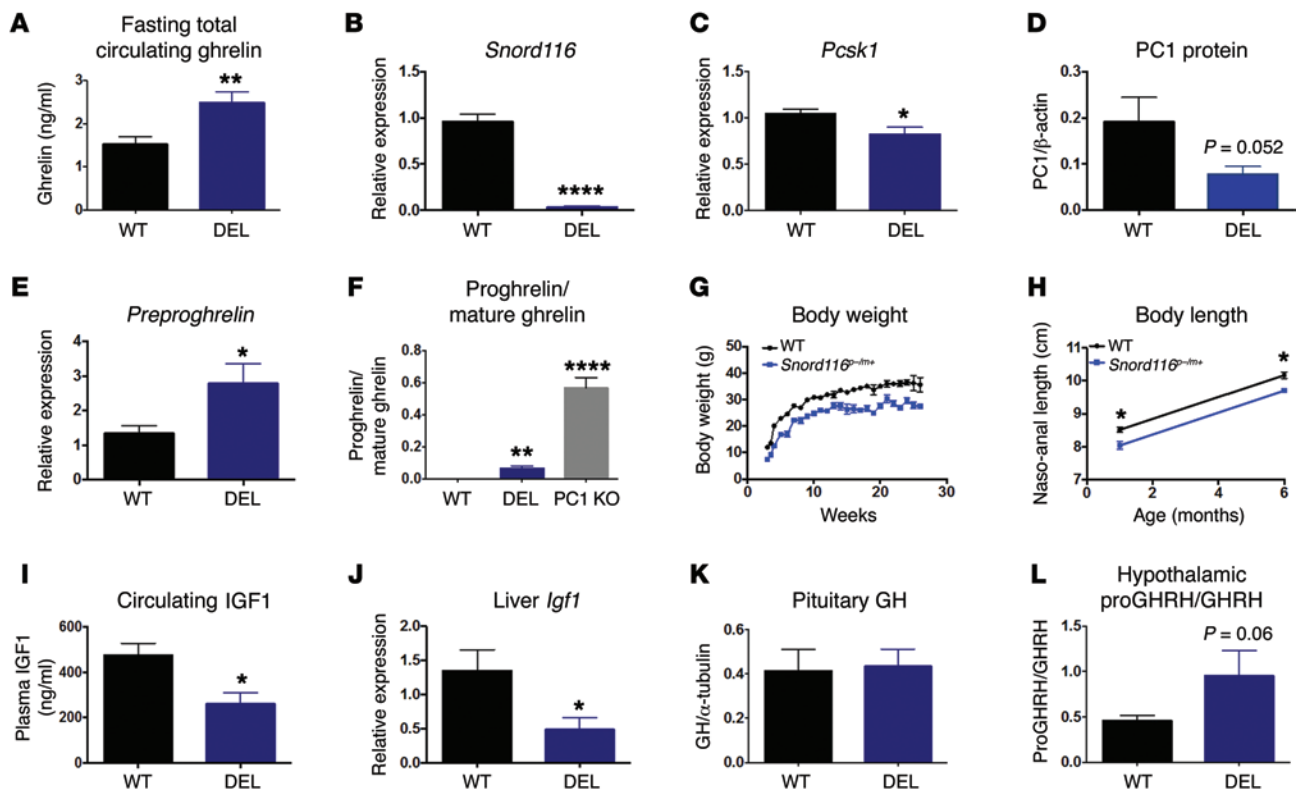 A
Fasting total
circulating ghrelin
Ghrelin (ng/ml)
3
2
1
0
**
WT
DEL
B
Snord116
Relative expression
1.5
1.0
0.5
0.0
****
WT
DEL
C
Pcsk1
Relative expression
1.5
1.0
0.5
0.0
*
WT
DEL
D
PC1 protein
PC1/β-actin
0.3
0.2
0.1
0.0
P = 0.052
WT
DEL
E
Preproghrelin
Relative expression
4
3
2
1
0
*
WT
DEL
F
Proghrelin/
mature ghrelin
Proghrelin/
mature ghrelin
0.8
0.6
0.4
0.2
0.0
**
****
WT
DEL
PC1 KO
G
Body weight
Body weight (g)
50
40
30
20
10
0
WT
Snord116p–/m+
0
10
20
30
Weeks
H
Body length
Naso-anal length (cm)
11
10
9
8
7
WT
Snord116p–/m+
*
*
0
2
4
6
Age (months)
I
Circulating IGF1
Plasma IGF1
(ng/ml)
600
400
200
0
*
WT
DEL
J
Liver Igf1
Relative expression
2.0
1.5
1.0
0.5
0.0
*
WT
DEL
K
Pituitary GH
GH/α-tubulin
0.6
0.4
0.2
0.0
WT
DEL
L
Hypothalamic
proGHRH/GHRH
ProGHRH/GHRH
1.5
1.0
0.5
0.0
P = 0.06
WT
DEL